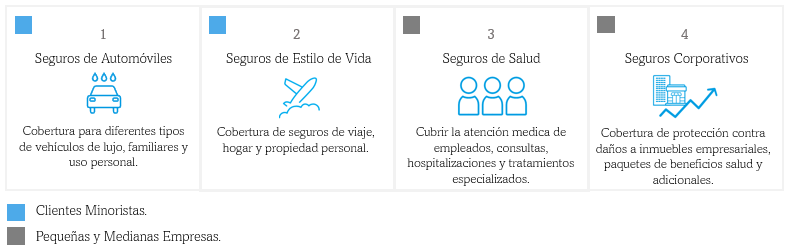 1
Seguros de Automóviles
Cobertura para diferentes tipos
de vehículos de lujo, familiares y
uso personal.
2
Seguros de Estilo de Vida
Cobertura de seguros de viaje,
hogar y propiedad personal.
3
Seguros de Salud
Cubrir la atención medica de
empleados, consultas,
hospitalizaciones y tratamientos
especializados.
4
Seguros Corporativos
Cobertura de protección contra
daños a inmuebles empresariales,
paquetes de beneficios salud y
adicionales.
Clientes Minoristas.
Pequeñas y Medianas Empresas.